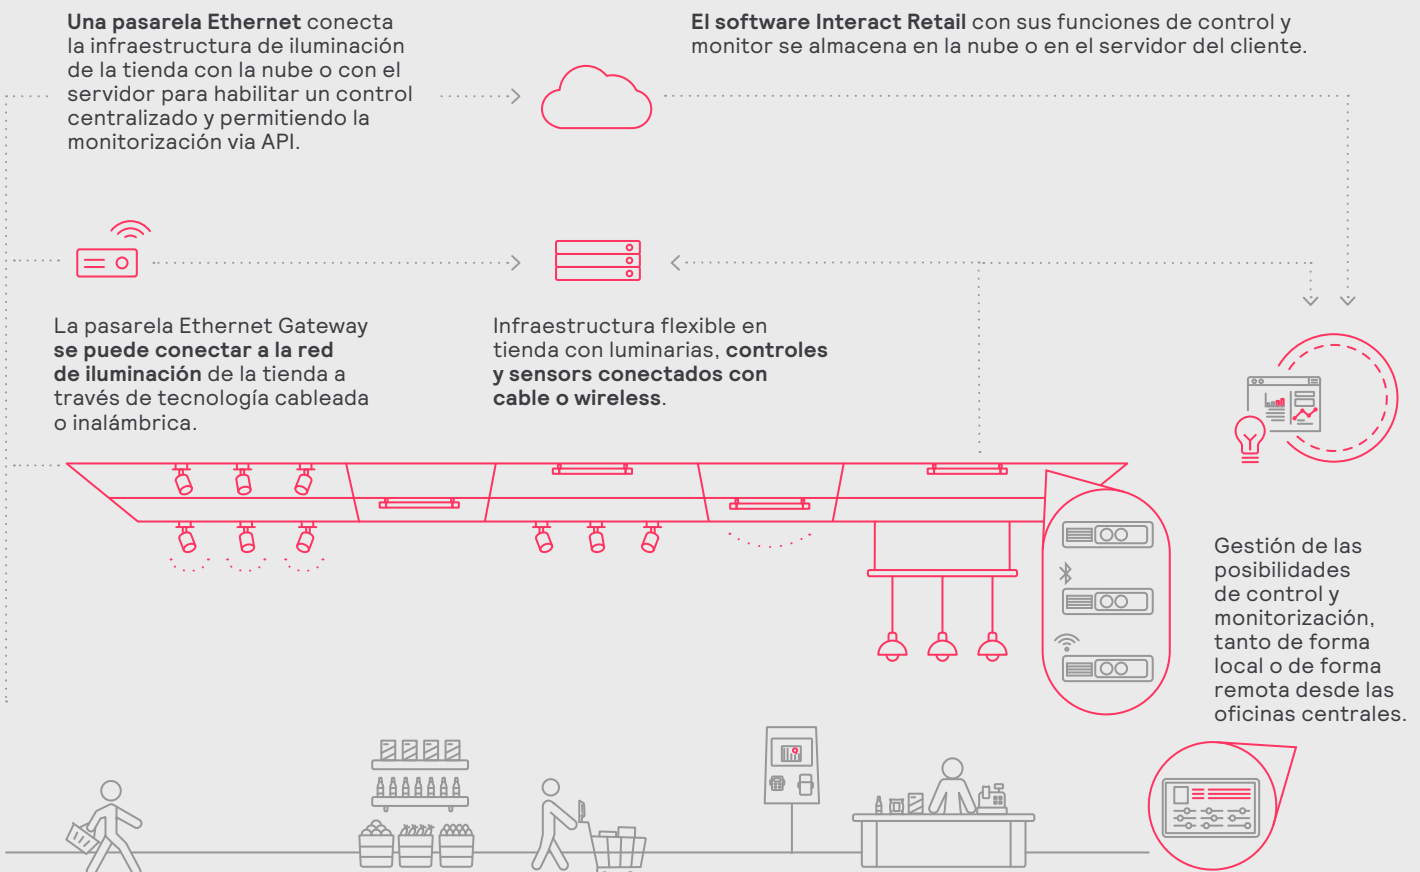 Una pasarela Ethernet conecta
la infraestructura de iluminación
de la tienda con la nube o con el
servidor para habilitar un control
centralizado y permitiendo la
monitorización via API.
El software Interact Retail con sus funciones de control y
monitor se almacena en la nube o en el servidor del cliente.
La pasarela Ethernet Gateway
se puede conectar a la red
de iluminación de la tienda a
través de tecnología cableada
o inalámbrica.
Infraestructura flexible en
tienda con luminarias, controles
y sensors conectados con
cable o wireless.
Gestión de las
posibilidades
de control y
monitorización,
tanto de forma
local o de forma
remota desde las
oficinas centrales.